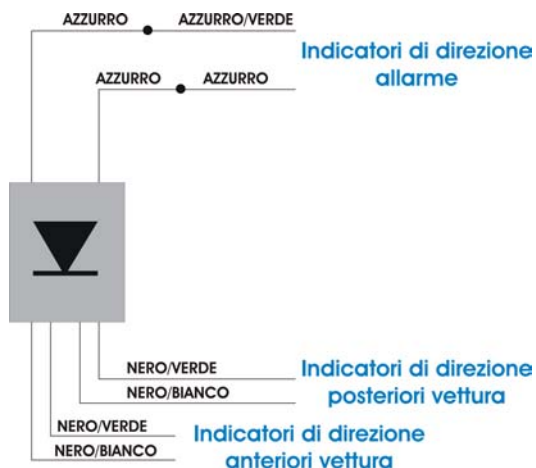 AZZURRO AZZURRO/VERDE
Indicatori di direzione
allarme
AZZURRO AZZURRO
NERO/VERDE
NERO/BIANCO
Indicatori di direzione
posteriori vettura
NERO/VERDE
NERO/BIANCO
Indicatori di direzione
anteriori vettura